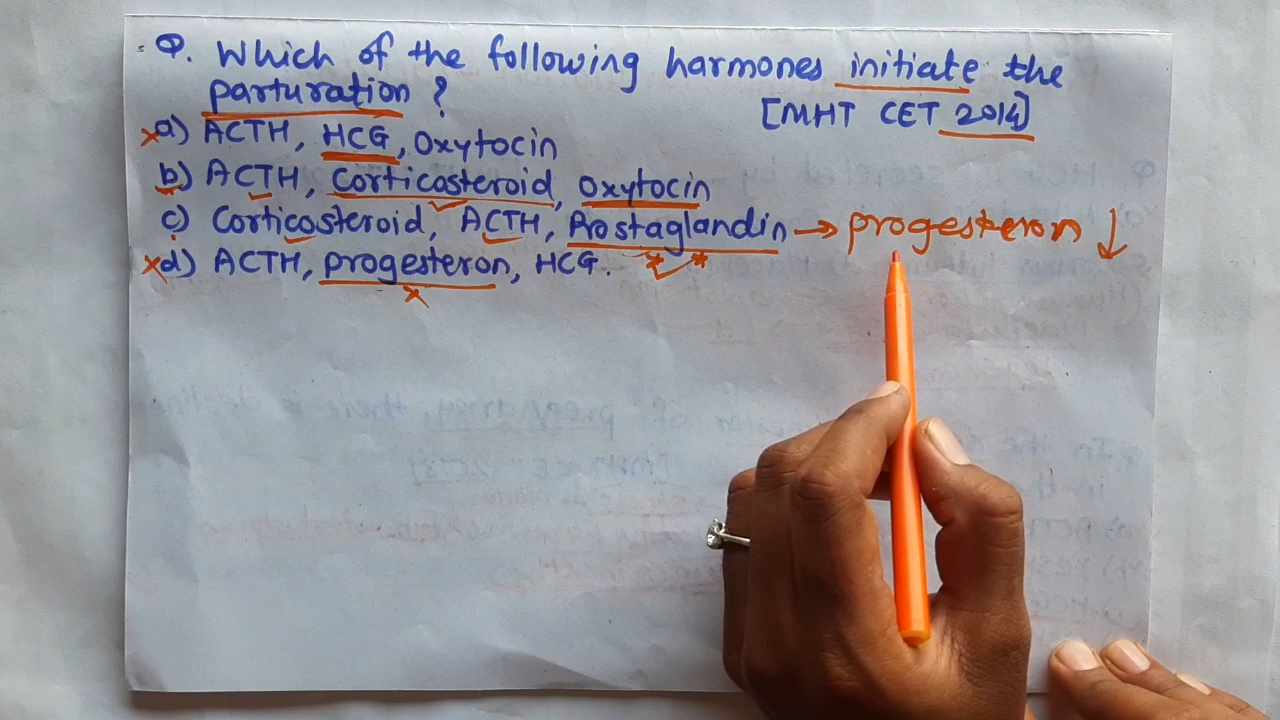 Q. Which of the following harmones initiate the
parturation ? [MHT CET 2014]
a) ACTH, HCG, Oxytocin
b) ACTH, Corticosteroid, Oxytocin
c) Corticosteroid, ACTH, Prostaglandin → progesteron ↓
d) ACTH, progesteron, HCG.